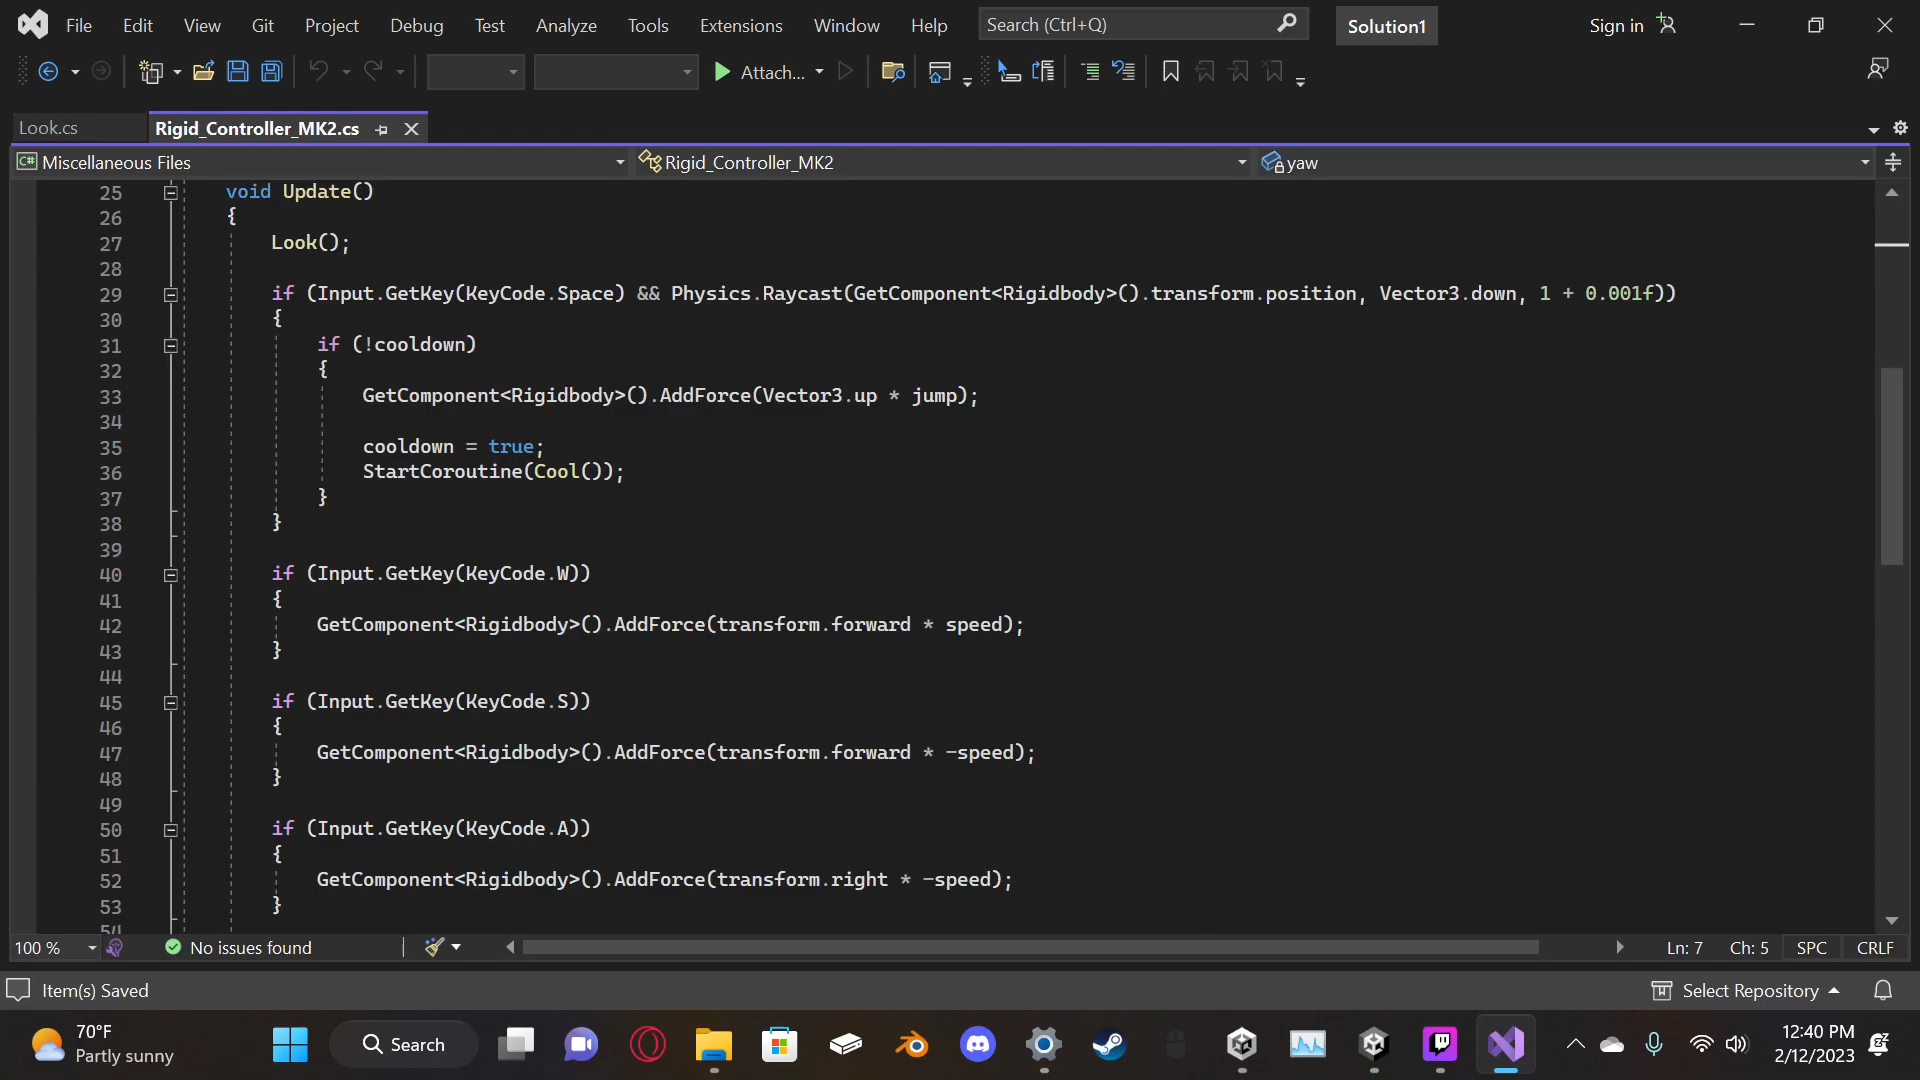 File Edit View Git Project Debug Test Analyze Tools Extensions Window Help Search (Ctrl+Q) Solution1 Sign in
Attach...
Look.cs Rigid_Controller_MK2.cs
C# Miscellaneous Files Rigid_Controller_MK2 yaw
25 void Update()
26 {
27 Look();
28
29 if (Input.GetKey(KeyCode.Space) && Physics.Raycast(GetComponent<Rigidbody>().transform.position, Vector3.down, 1 + 0.001f))
30 {
31 if (!cooldown)
32 {
33 GetComponent<Rigidbody>().AddForce(Vector3.up * jump);
34
35 cooldown = true;
36 StartCoroutine(Cool());
37 }
38 }
39
40 if (Input.GetKey(KeyCode.W))
41 {
42 GetComponent<Rigidbody>().AddForce(transform.forward * speed);
43 }
44
45 if (Input.GetKey(KeyCode.S))
46 {
47 GetComponent<Rigidbody>().AddForce(transform.forward * -speed);
48 }
49
50 if (Input.GetKey(KeyCode.A))
51 {
52 GetComponent<Rigidbody>().AddForce(transform.right * -speed);
53 }
54
100 % No issues found Ln: 7 Ch: 5 SPC CRLF
Item(s) Saved Select Repository
70°F
Partly sunny
Search
12:40 PM
2/12/2023